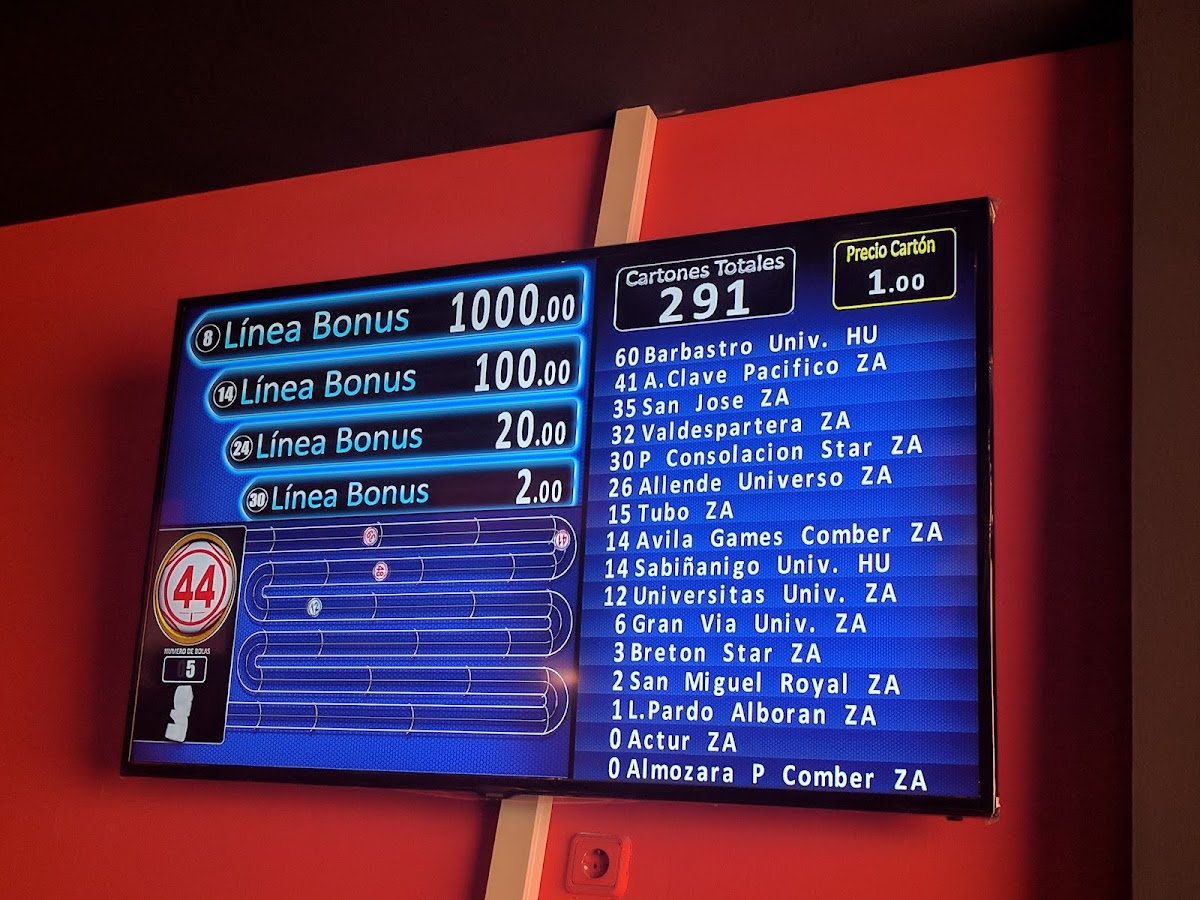 8 Línea Bonus 1000.00
14 Línea Bonus 100.00
24 Línea Bonus 20.00
30 Línea Bonus 2.00
44
NUMERO DE BOLAS
5
Cartones Totales
291
Precio Cartón
1.00
60 Barbastro Univ. HU
41 A.Clave Pacifico ZA
35 San Jose ZA
32 Valdespartera ZA
30 P Consolacion Star ZA
26 Allende Universo ZA
15 Tubo ZA
14 Avila Games Comber ZA
14 Sabiñanigo Univ. HU
12 Universitas Univ. ZA
6 Gran Via Univ. ZA
3 Breton Star ZA
2 San Miguel Royal ZA
1 L.Pardo Alboran ZA
0 Actur ZA
0 Almozara P Comber ZA